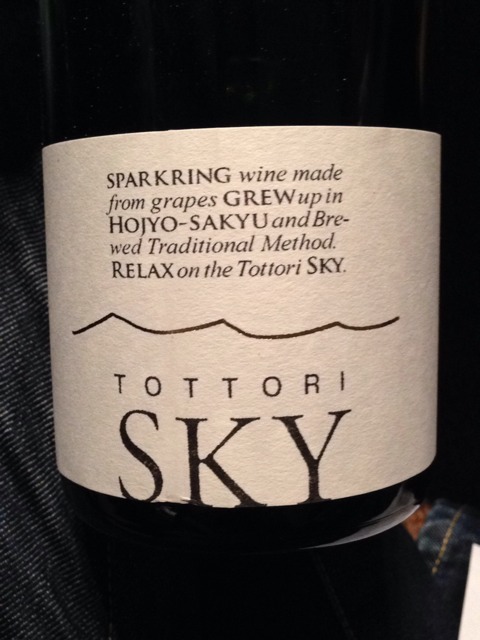 SPARKRING wine made
from grapes GREW up in
HOJYO-SAKYU and Bre-
wed Traditional Method.
RELAX on the Tottori SKY.
TOTTORI
SKY